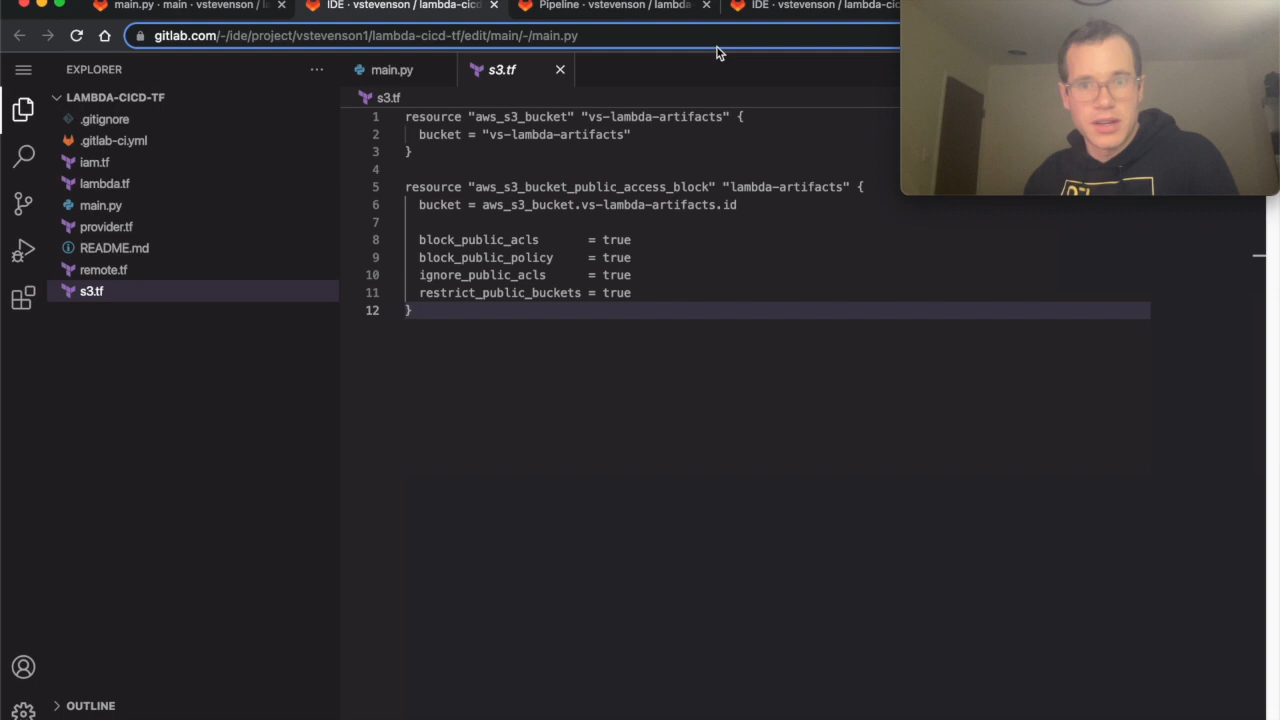 main.py · main · vstevenson / l
IDE · vstevenson / lambda-cicd
Pipeline · vstevenson / lambda
IDE · vstevenson / lambda-cic
gitlab.com/-/ide/project/vstevenson1/lambda-cicd-tf/edit/main/-/main.py
EXPLORER
LAMBDA-CICD-TF
.gitignore
.gitlab-ci.yml
iam.tf
lambda.tf
main.py
provider.tf
README.md
remote.tf
s3.tf
OUTLINE
main.py
s3.tf
s3.tf
1 resource "aws_s3_bucket" "vs-lambda-artifacts" {
2 bucket = "vs-lambda-artifacts"
3 }
4
5 resource "aws_s3_bucket_public_access_block" "lambda-artifacts" {
6 bucket = aws_s3_bucket.vs-lambda-artifacts.id
7
8 block_public_acls = true
9 block_public_policy = true
10 ignore_public_acls = true
11 restrict_public_buckets = true
12 }